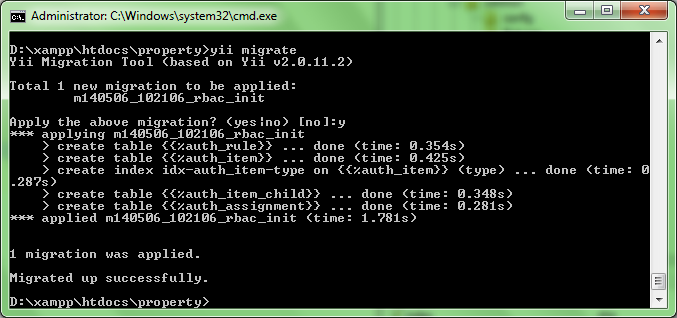 Administrator: C:\Windows\system32\cmd.exe
D:\xampp\htdocs\property>yii migrate
Yii Migration Tool (based on Yii v2.0.11.2)
Total 1 new migration to be applied:
m140506_102106_rbac_init
Apply the above migration? (yes|no) [no]:y
*** applying m140506_102106_rbac_init
> create table {{%auth_rule}} ... done (time: 0.354s)
> create table {{%auth_item}} ... done (time: 0.425s)
> create index idx-auth_item-type on {{%auth_item}} (type) ... done (time: 0
.287s)
> create table {{%auth_item_child}} ... done (time: 0.348s)
> create table {{%auth_assignment}} ... done (time: 0.281s)
*** applied m140506_102106_rbac_init (time: 1.781s)
1 migration was applied.
Migrated up successfully.
D:\xampp\htdocs\property>